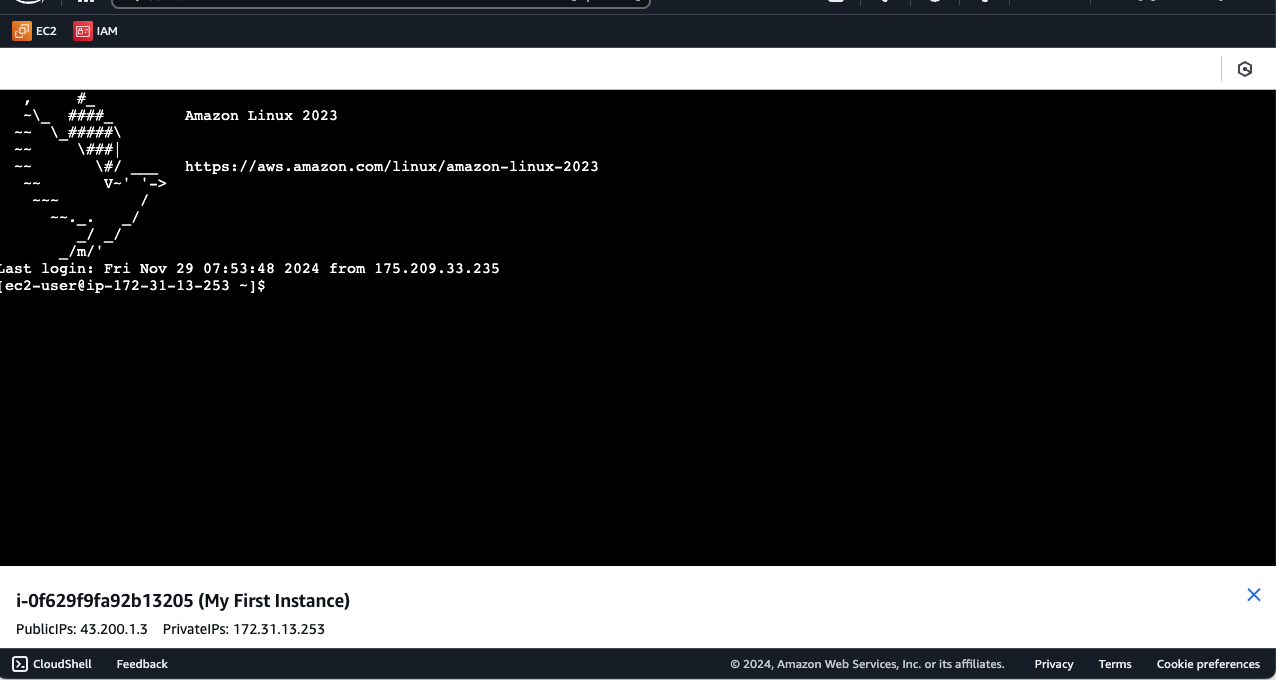 EC2 IAM
,     #_
~\_  ####_        Amazon Linux 2023
~~  \_#####\
~~     \###|
~~       \#/ ___   https://aws.amazon.com/linux/amazon-linux-2023
~~       V~' '->
~~~         /
~~._.   _/
_/ _/
_/m/'
Last login: Fri Nov 29 07:53:48 2024 from 175.209.33.235
[ec2-user@ip-172-31-13-253 ~]$
i-0f629f9fa92b13205 (My First Instance)
PublicIPs: 43.200.1.3 PrivateIPs: 172.31.13.253
CloudShell Feedback © 2024, Amazon Web Services, Inc. or its affiliates. Privacy Terms Cookie preferences